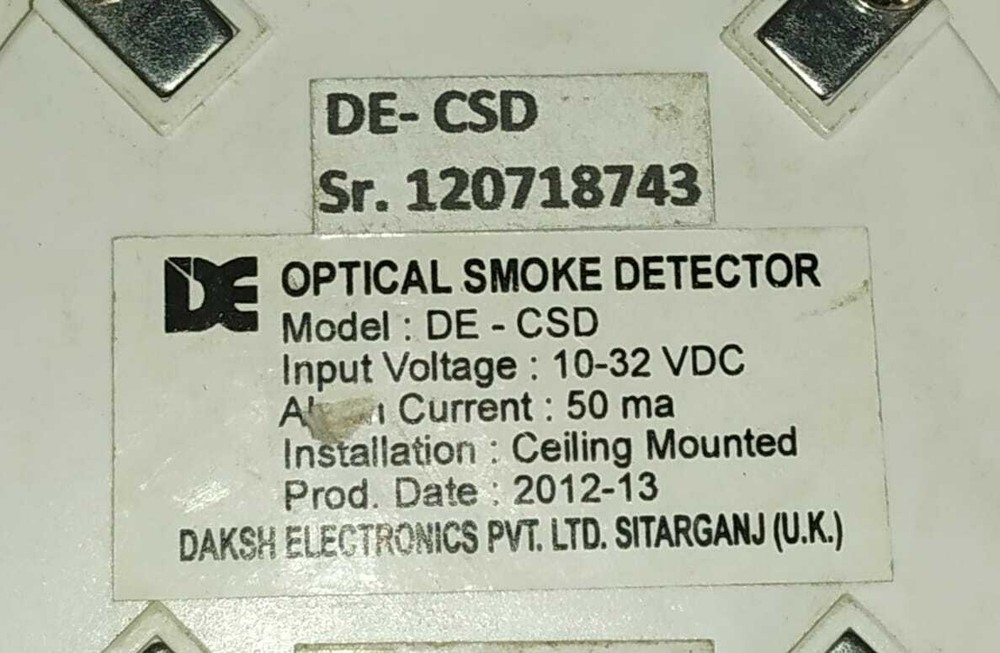 DE- CSD
Sr. 120718743
DE OPTICAL SMOKE DETECTOR
Model : DE - CSD
Input Voltage : 10-32 VDC
Current : 50 ma
Installation : Ceiling Mounted
Prod. Date : 2012-13
DAKSH ELECTRONICS PVT. LTD. SITARGANJ (U.K.)